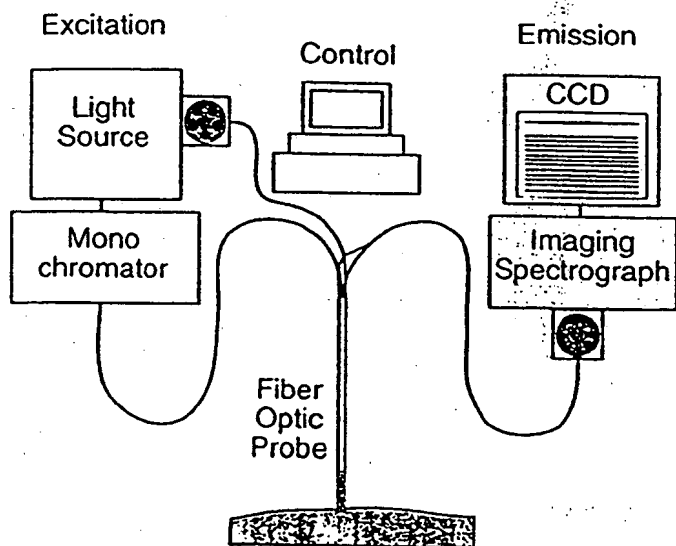 Excitation
Control
Emission
Light
Source
CCD
Mono
chromator
Imaging
Spectrograph
Fiber
Optic
Probe